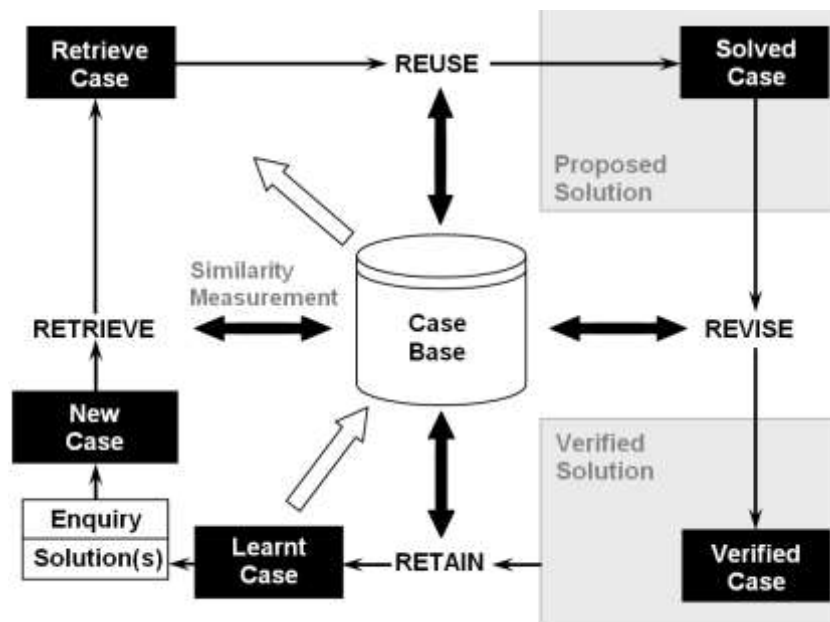 Retrieve
Case
REUSE
Solved
Case
Proposed
Solution
Similarity
Measurement
RETRIEVE
Case
Base
REVISE
New
Case
Verified
Solution
Enquiry
Solution(s)
Learnt
Case
RETAIN
Verified
Case